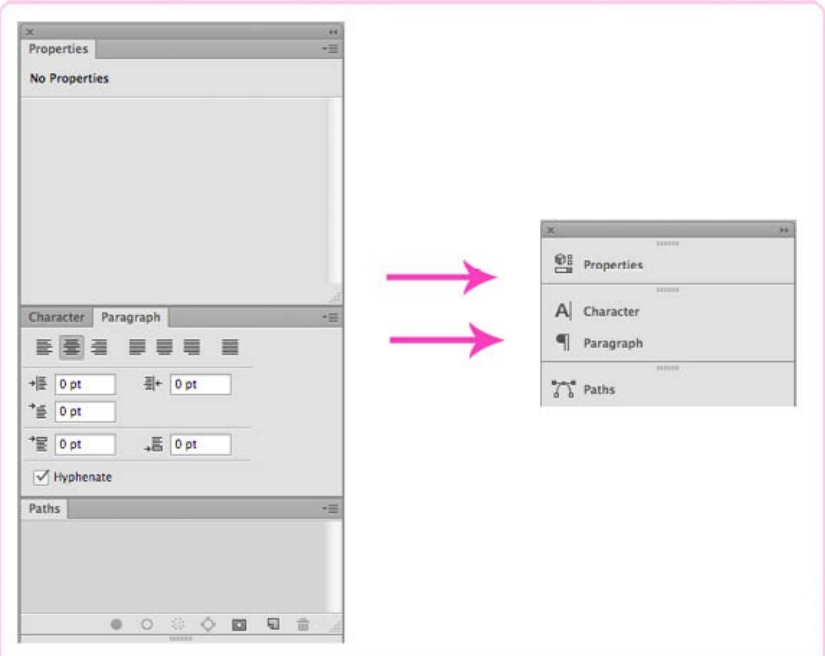 Properties
No Properties
Character Paragraph
0 pt 0 pt
0 pt
0 pt 0 pt
Hyphenate
Paths
Properties
Character
Paragraph
Paths